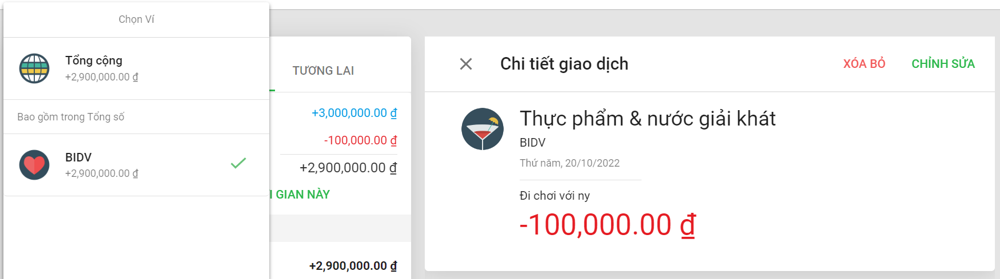 Chọn Ví
Tổng cộng
+2,900,000.00 ₫
Bao gồm trong Tổng số
BIDV
+2,900,000.00 ₫
TƯƠNG LAI
+3,000,000.00 ₫
-100,000.00 ₫
+2,900,000.00 ₫
GIAN NÀY
+2,900,000.00 ₫
Chi tiết giao dịch
XÓA BỎ
CHỈNH SỬA
Thực phẩm & nước giải khát
BIDV
Thứ năm, 20/10/2022
Đi chơi với ny
-100,000.00 ₫